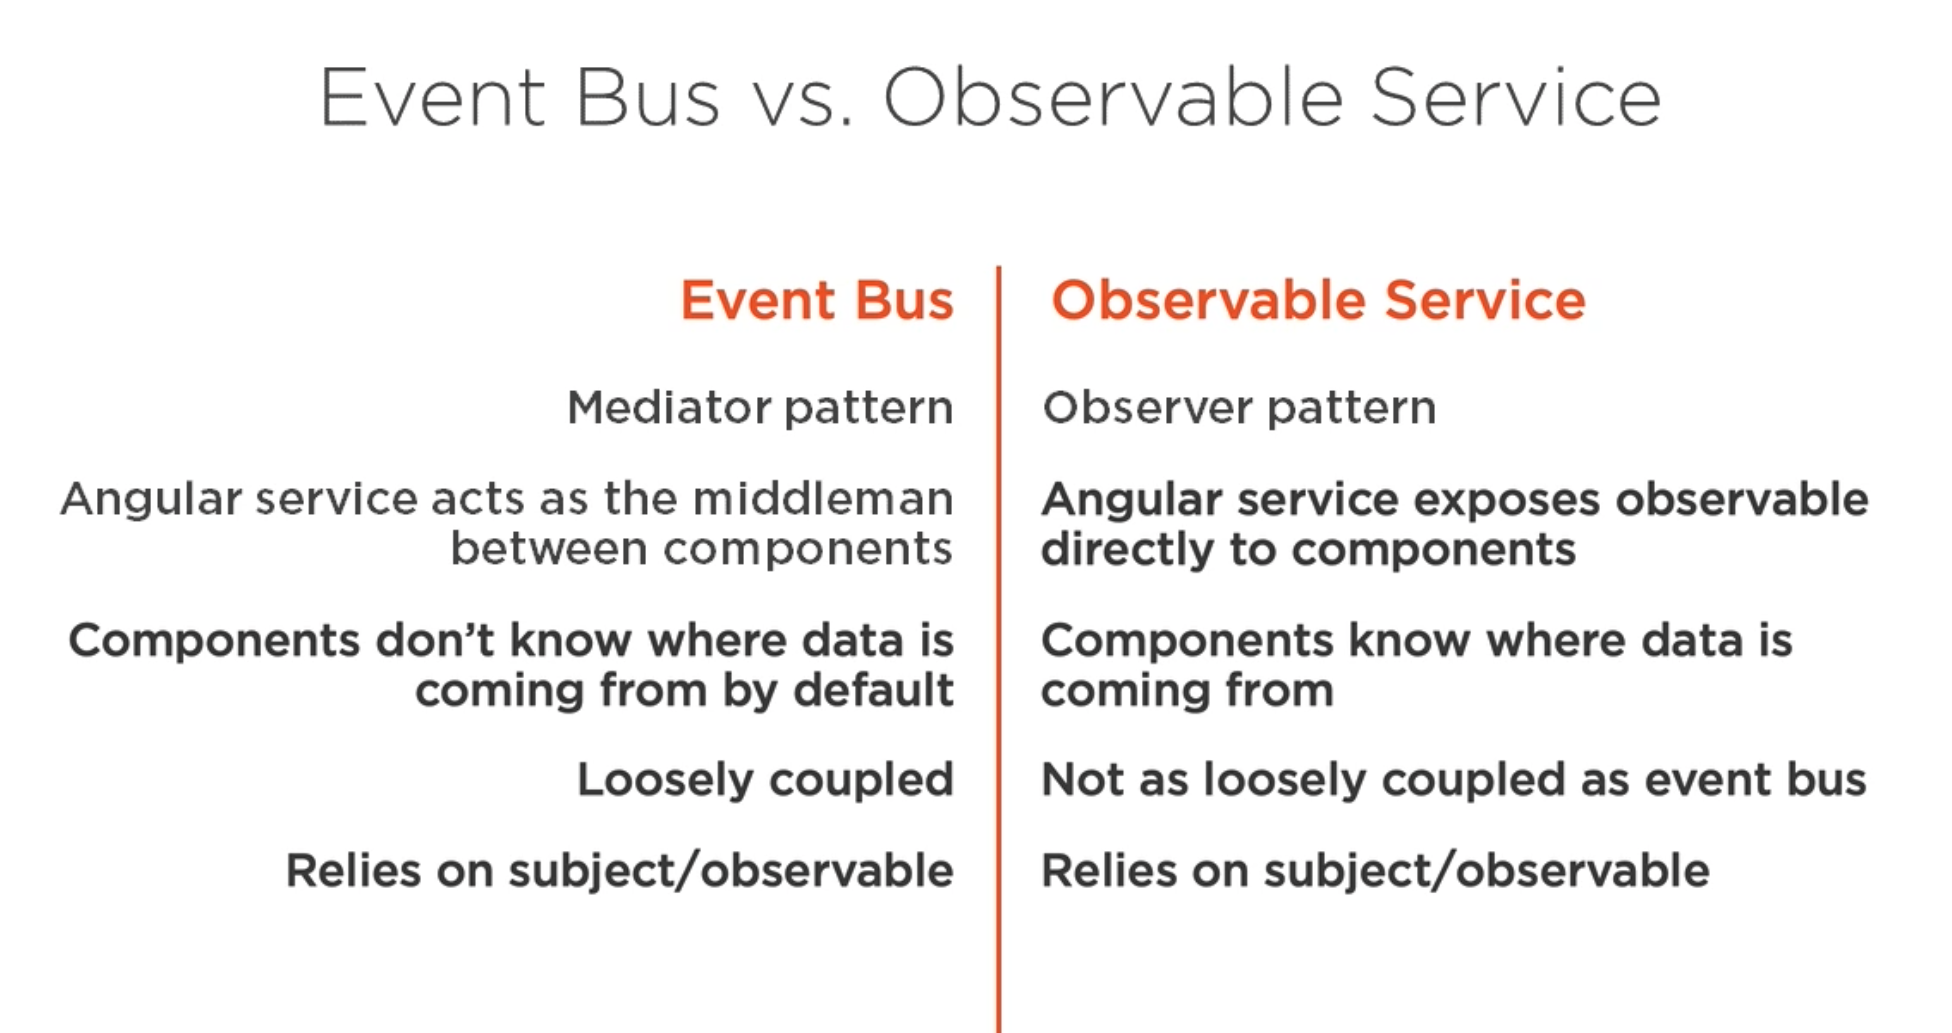 Event Bus vs. Observable Service
Event Bus
Mediator pattern
Angular service acts as the middleman
between components
Components don't know where data is
coming from by default
Loosely coupled
Relies on subject/observable
Observable Service
Observer pattern
Angular service exposes observable
directly to components
Components know where data is
coming from
Not as loosely coupled as event bus
Relies on subject/observable